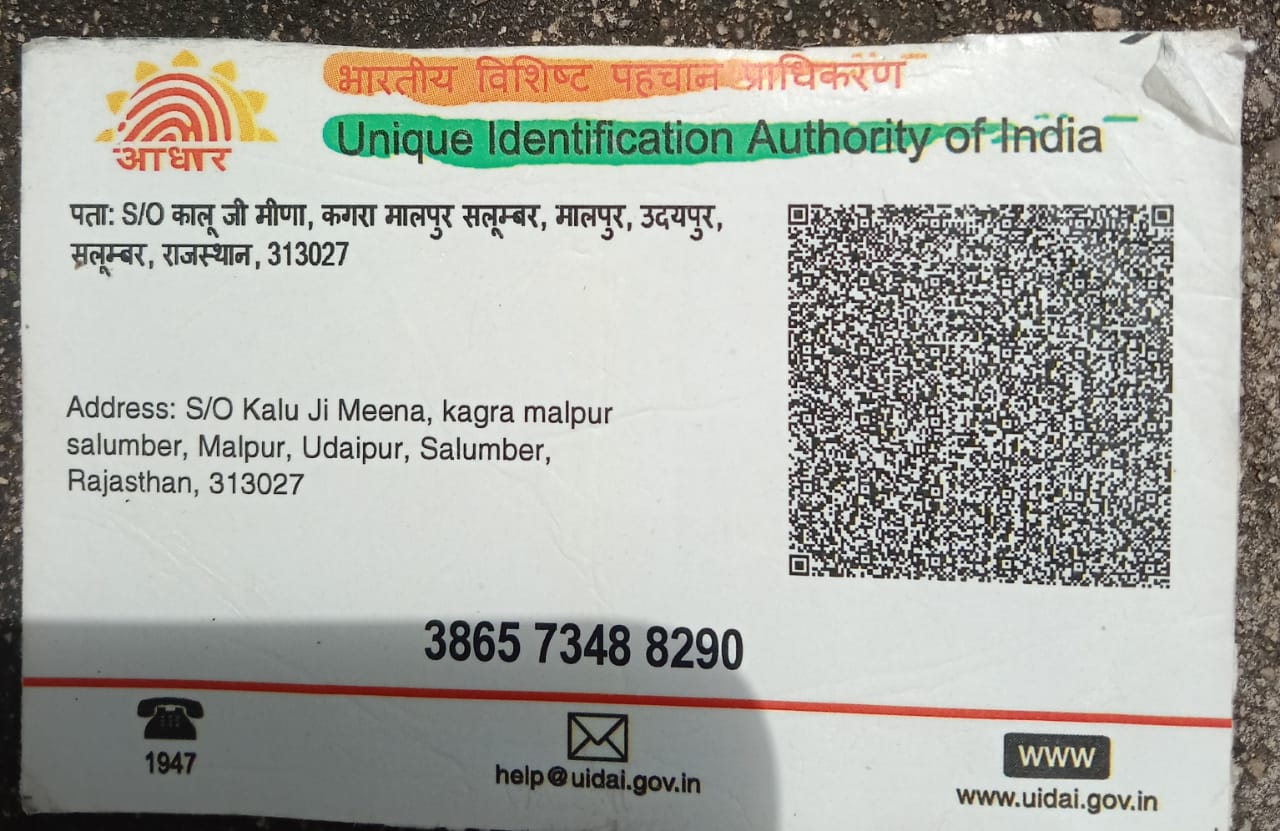 आधार
भारतीय विशिष्ट पहचान प्राधिकरण
Unique Identification Authority of India
पता: S/O कालू जी मीणा, कगरा मालपुर सलूम्बर, मालपुर, उदयपुर,
सलूम्बर, राजस्थान, 313027
Address: S/O Kalu Ji Meena, kagra malpur
salumber, Malpur, Udaipur, Salumber,
Rajasthan, 313027
3865 7348 8290
1947
help@uidai.gov.in
www
www.uidai.gov.in